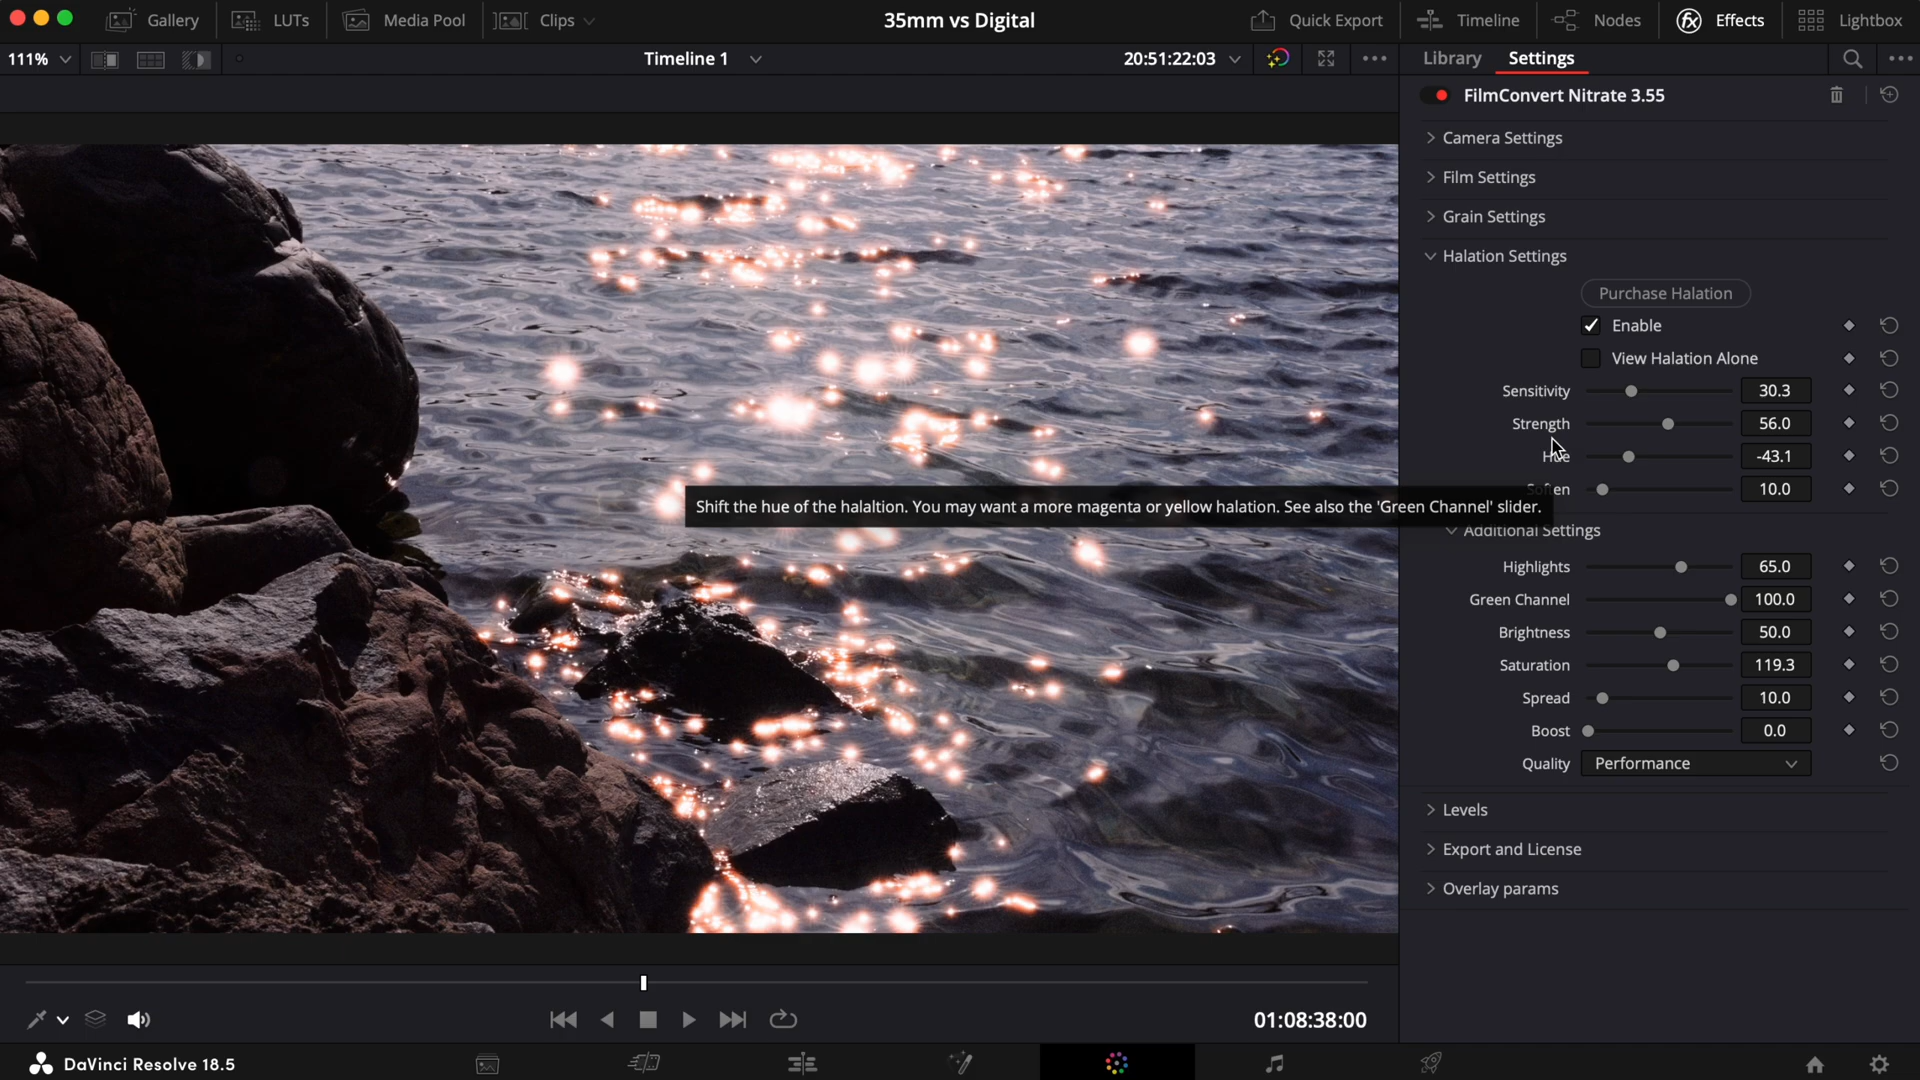 Gallery
LUTs
Media Pool
Clips
35mm vs Digital
Quick Export
Timeline
Nodes
Effects
Lightbox
111%
Timeline 1
20:51:22:03
Library
Settings
FilmConvert Nitrate 3.55
Camera Settings
Film Settings
Grain Settings
Halation Settings
Purchase Halation
Enable
View Halation Alone
Sensitivity 30.3
Strength 56.0
Hue -43.1
Soften 10.0
Shift the hue of the halaltion. You may want a more magenta or yellow halation. See also the 'Green Channel' slider.
Additional Settings
Highlights 65.0
Green Channel 100.0
Brightness 50.0
Saturation 119.3
Spread 10.0
Boost 0.0
Quality Performance
Levels
Export and License
Overlay params
01:08:38:00
DaVinci Resolve 18.5